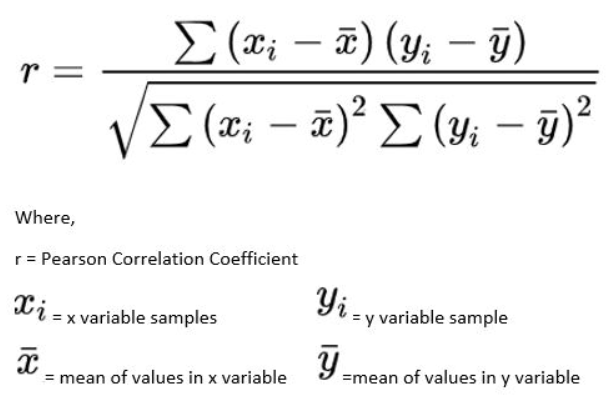 r = ∑ (xᵢ − x̄) (yᵢ − ȳ) / √ ∑ (xᵢ − x̄)² ∑ (yᵢ − ȳ)²
Where,
r = Pearson Correlation Coefficient
xᵢ = x variable samples yᵢ = y variable sample
x̄ = mean of values in x variable ȳ =mean of values in y variable